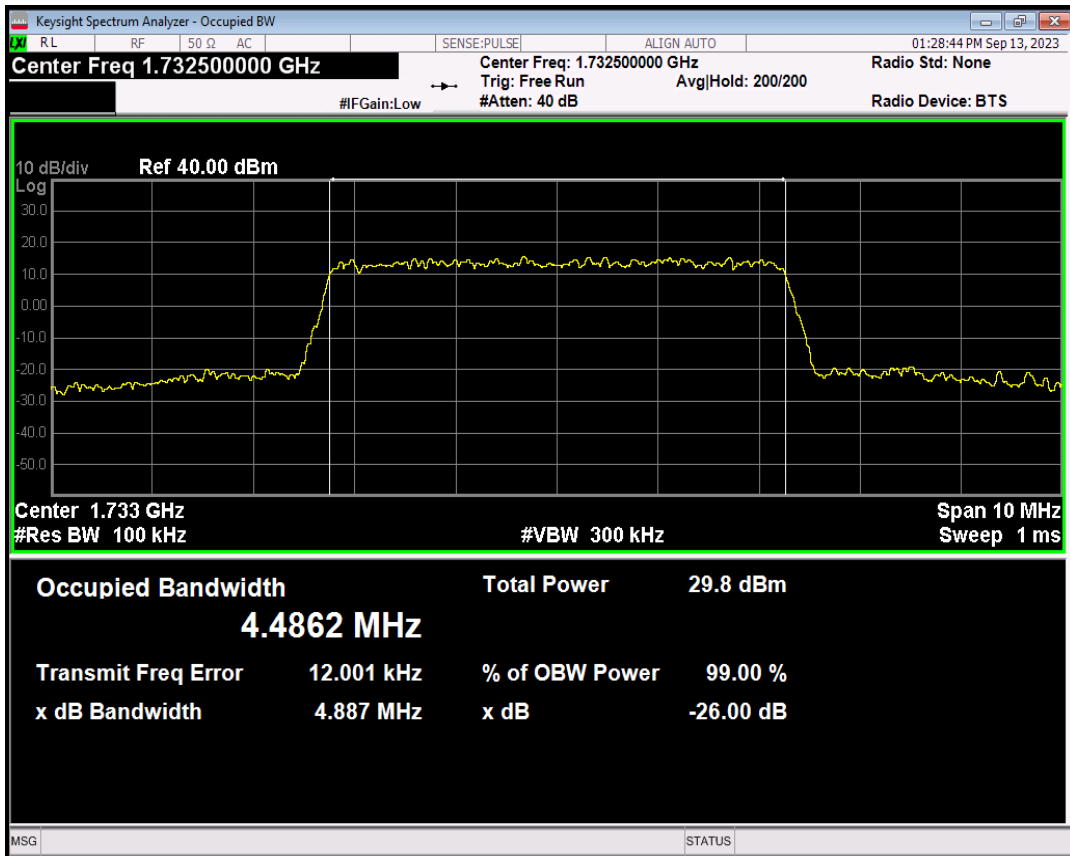 Keysight Spectrum Analyzer - Occupied BW
LXI RL RF 50 Ω AC SENSE:PULSE ALIGN AUTO 01:28:44 PM Sep 13, 2023
Center Freq 1.732500000 GHz Center Freq: 1.732500000 GHz Radio Std: None
Trig: Free Run Avg|Hold: 200/200
#IFGain:Low #Atten: 40 dB Radio Device: BTS
10 dB/div Ref 40.00 dBm
Log
30.0
20.0
10.0
0.00
-10.0
-20.0
-30.0
-40.0
-50.0
Center 1.733 GHz Span 10 MHz
#Res BW 100 kHz #VBW 300 kHz Sweep 1 ms
Occupied Bandwidth Total Power 29.8 dBm
4.4862 MHz
Transmit Freq Error 12.001 kHz % of OBW Power 99.00 %
x dB Bandwidth 4.887 MHz x dB -26.00 dB
MSG STATUS